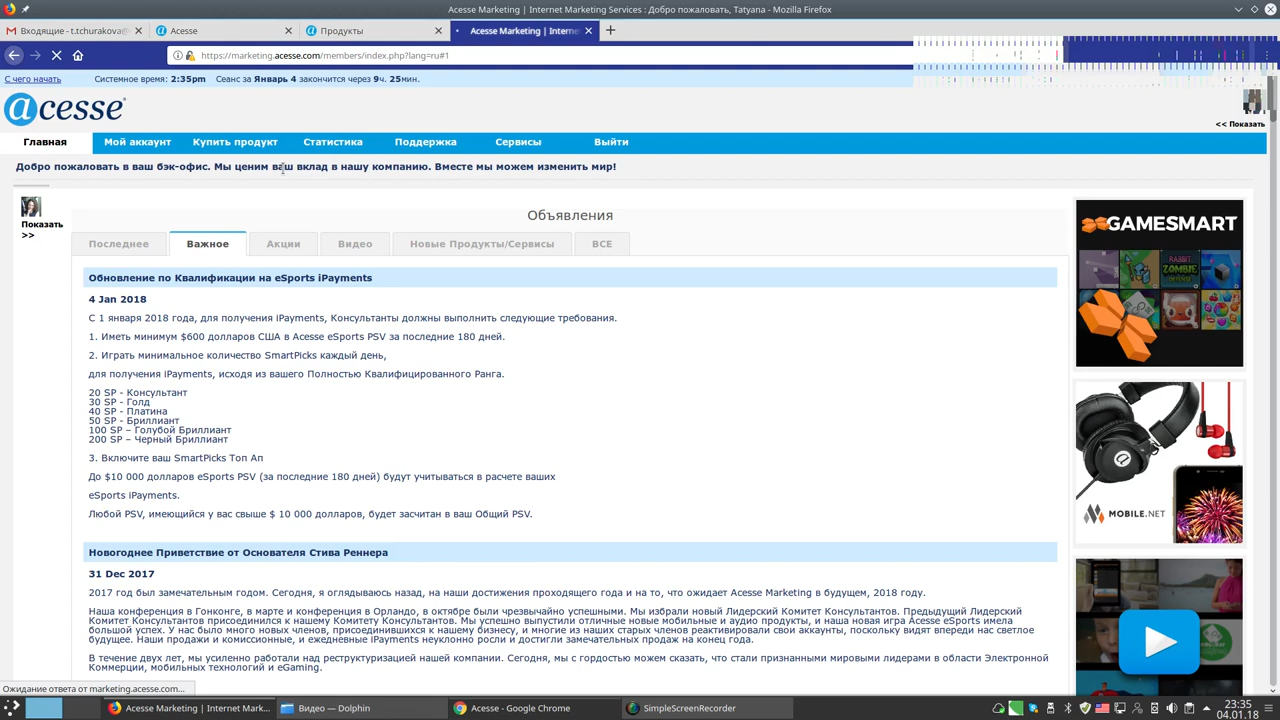 Acesse Marketing | Internet Marketing Services : Добро пожаловать, Tatyana - Mozilla Firefox
Входящие - t.tchurakova@
Acesse
Продукты
Acesse Marketing | Interne
https://marketing.acesse.com/members/index.php?lang=ru#1
С чего начать
Системное время: 2:35pm
Сеанс за Январь 4 закончится через 9ч. 25мин.
acesse
<< Показать
Главная
Мой аккаунт
Купить продукт
Статистика
Поддержка
Сервисы
Выйти
Добро пожаловать в ваш бэк-офис. Мы ценим ваш вклад в нашу компанию. Вместе мы можем изменить мир!
Показать
>>
Объявления
Последнее
Важное
Акции
Видео
Новые Продукты/Сервисы
ВСЕ
Обновление по Квалификации на eSports iPayments
4 Jan 2018
С 1 января 2018 года, для получения iPayments, Консультанты должны выполнить следующие требования.
1. Иметь минимум $600 долларов США в Acesse eSports PSV за последние 180 дней.
2. Играть минимальное количество SmartPicks каждый день,
для получения iPayments, исходя из вашего Полностью Квалифицированного Ранга.
20 SP - Консультант
30 SP - Голд
40 SP - Платина
50 SP - Бриллиант
100 SP – Голубой Бриллиант
200 SP – Черный Бриллиант
3. Включите ваш SmartPicks Топ Ап
До $10 000 долларов eSports PSV (за последние 180 дней) будут учитываться в расчете ваших
eSports iPayments.
Любой PSV, имеющийся у вас свыше $ 10 000 долларов, будет засчитан в ваш Общий PSV.
Новогоднее Приветствие от Основателя Стива Реннера
31 Dec 2017
2017 год был замечательным годом. Сегодня, я оглядываюсь назад, на наши достижения проходящего года и на то, что ожидает Acesse Marketing в будущем, 2018 году.
Наша конференция в Гонконге, в марте и конференция в Орландо, в октябре были чрезвычайно успешными. Мы избрали новый Лидерский Комитет Консультантов. Предыдущий Лидерский
Комитет Консультантов присоединился к нашему Комитету Консультантов. Мы успешно выпустили отличные новые мобильные и аудио продукты, и наша новая игра Acesse eSports имела
большой успех. У нас было много новых членов, присоединившихся к нашему бизнесу, и многие из наших старых членов реактивировали свои аккаунты, поскольку видят впереди нас светлое
будущее. Наши продажи и комиссионные, и ежедневные iPayments неуклонно росли и достигли замечательных продаж на конец года.
В течение двух лет, мы усиленно работали над реструктуризацией нашей компании. Сегодня, мы с гордостью можем сказать, что стали признанными мировыми лидерами в области Электронной
Коммерции, мобильных технологий и eGaming.
GAMESMART
RABBIT
ZOMBIE
DEFENSE
MOBILE.NET
Ожидание ответа от marketing.acesse.com...
Acesse Marketing | Internet Mark...
Видео — Dolphin
Acesse - Google Chrome
SimpleScreenRecorder
23:35
04.01.18